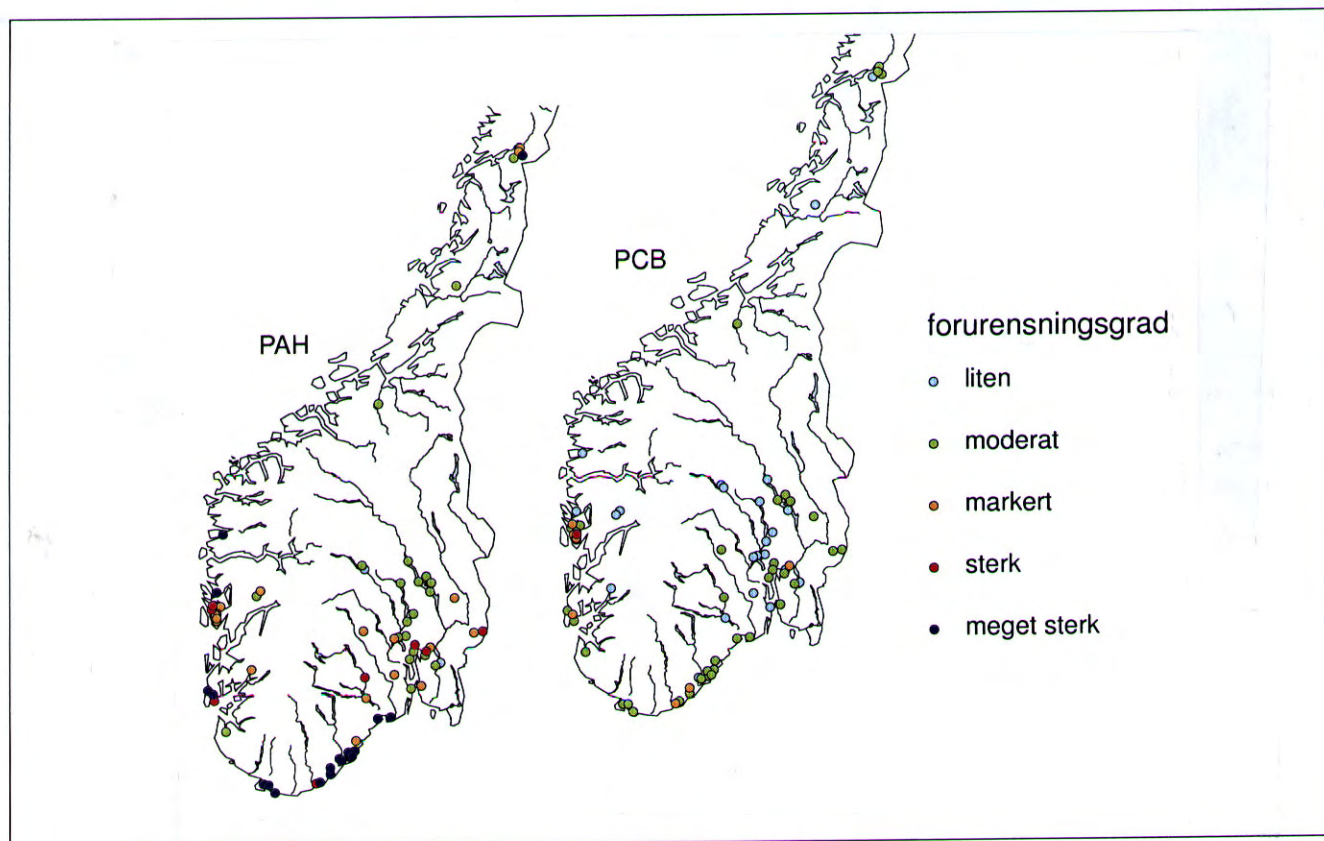 PAH
PCB
forurensningsgrad
liten
moderat
markert
sterk
meget sterk